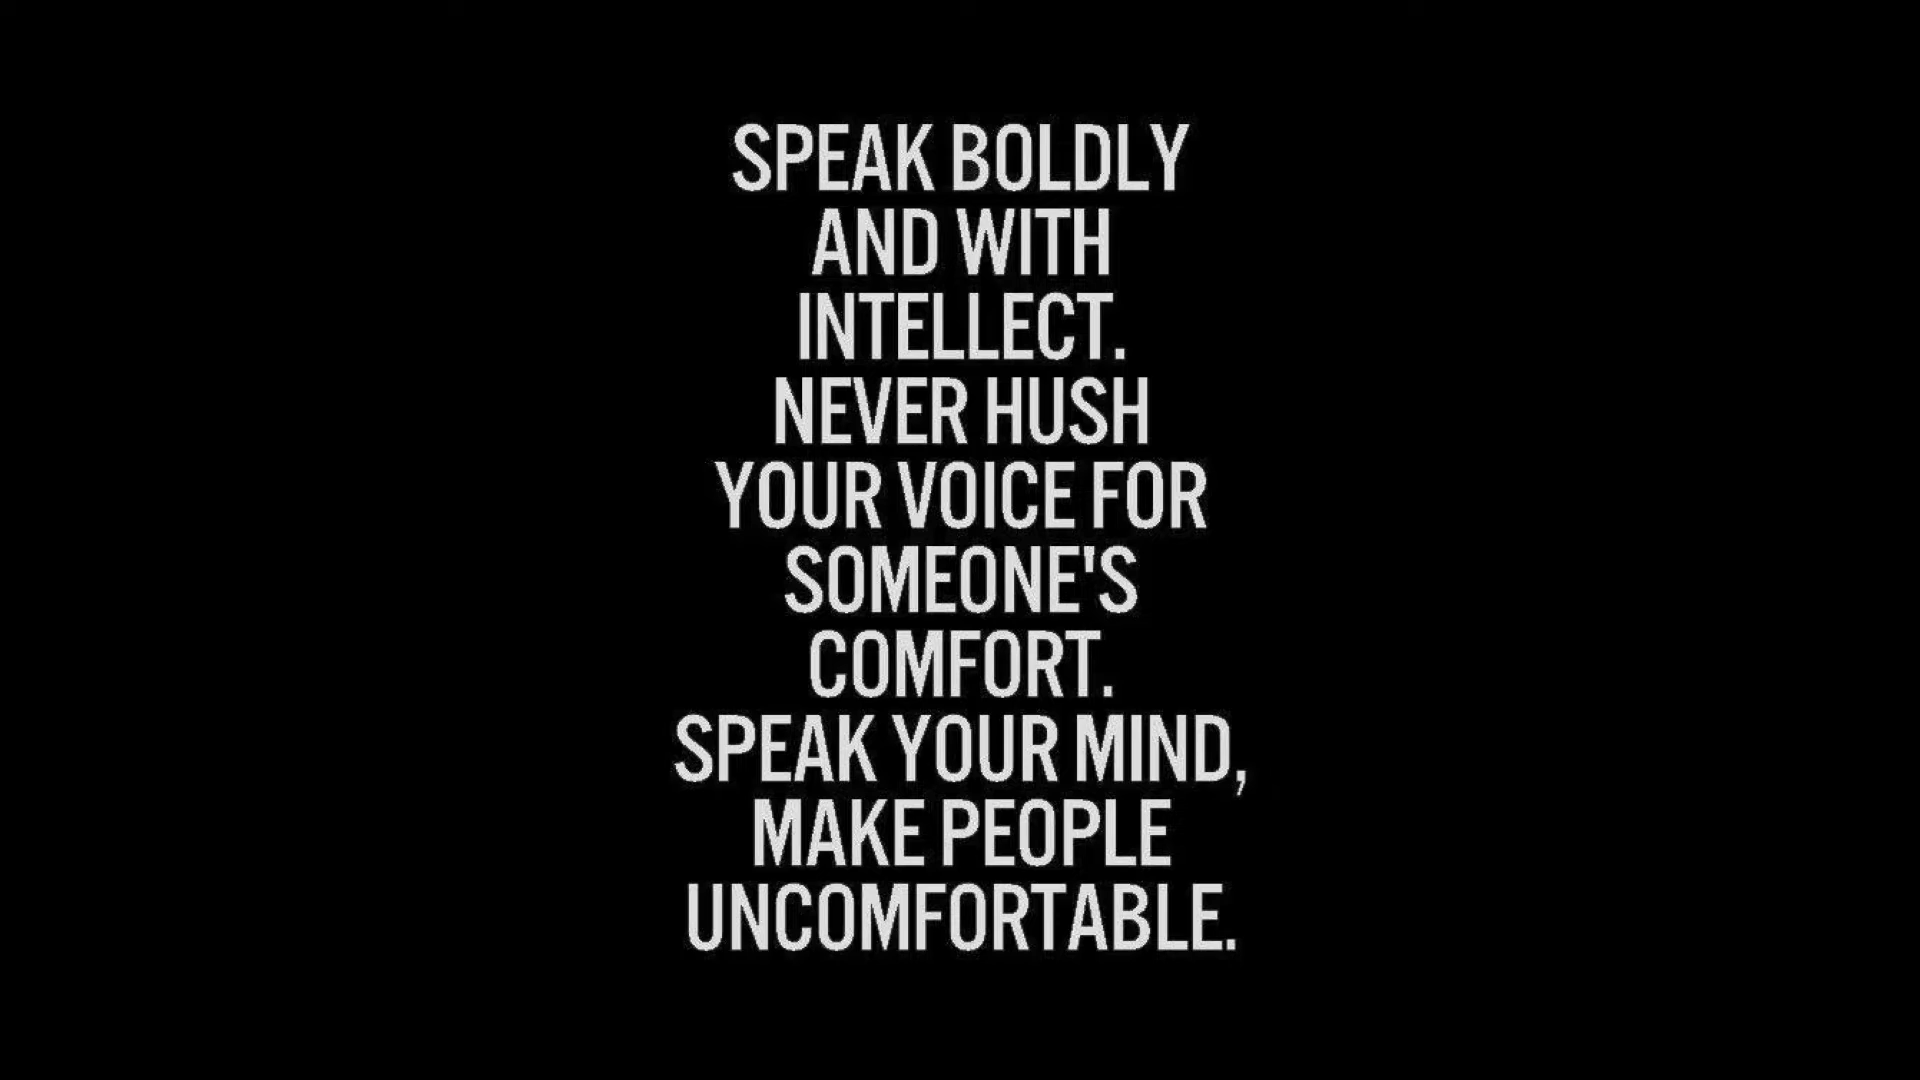 SPEAK BOLDLY
AND WITH
INTELLECT.
NEVER HUSH
YOUR VOICE FOR
SOMEONE'S
COMFORT.
SPEAK YOUR MIND,
MAKE PEOPLE
UNCOMFORTABLE.